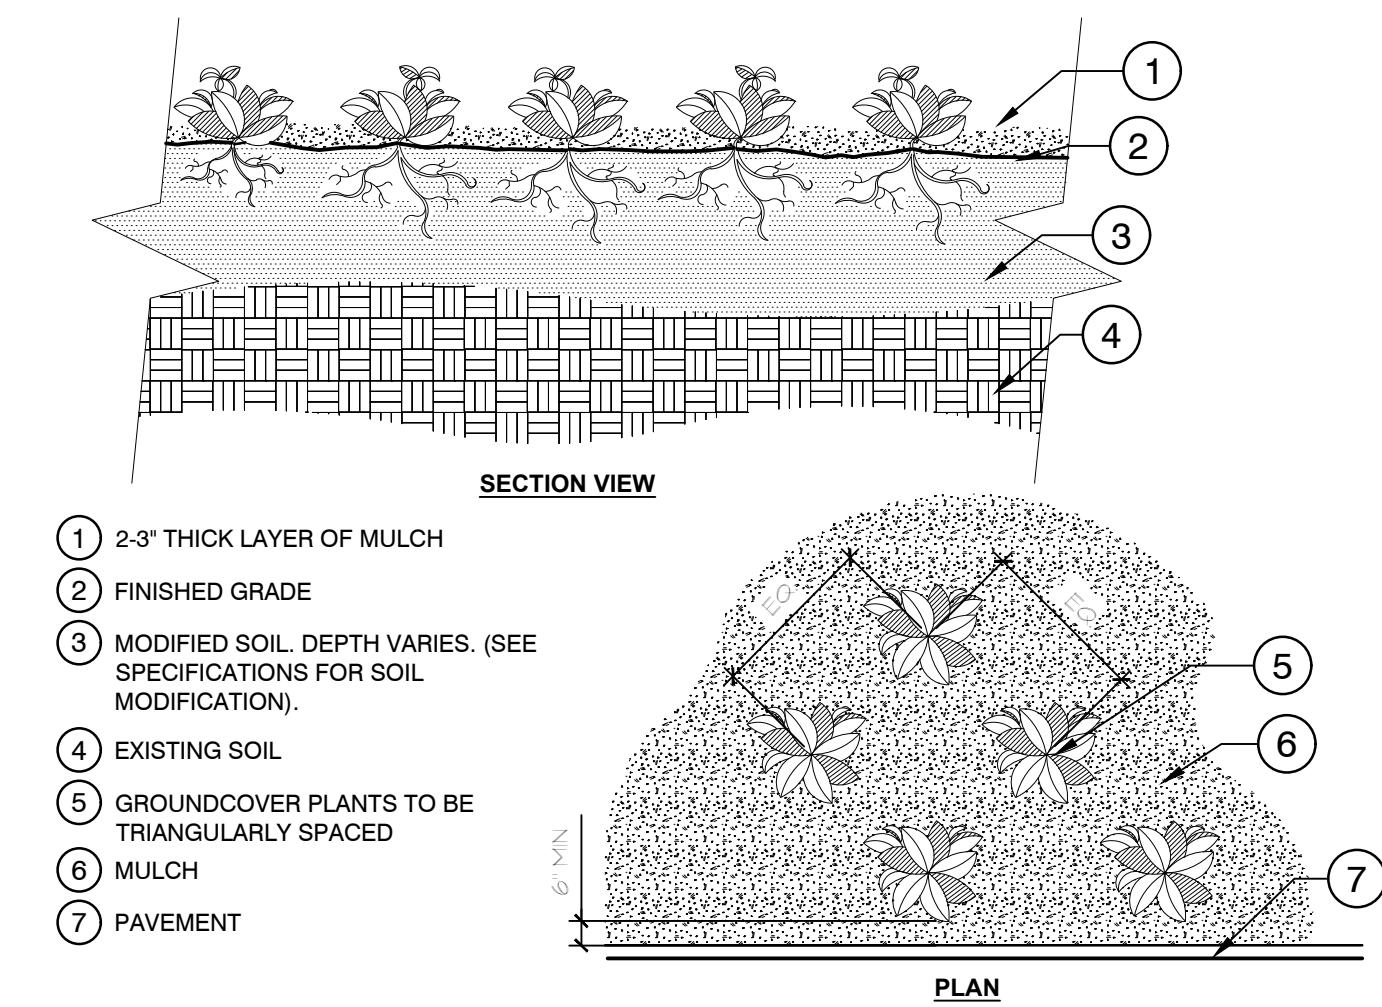 1
2
3
4
SECTION VIEW
1 2-3" THICK LAYER OF MULCH
2 FINISHED GRADE
3 MODIFIED SOIL. DEPTH VARIES. (SEE
SPECIFICATIONS FOR SOIL
MODIFICATION).
4 EXISTING SOIL
5 GROUNDCOVER PLANTS TO BE
TRIANGULARLY SPACED
6 MULCH
7 PAVEMENT
EQ
EQ
5
6
6" MIN
7
PLAN